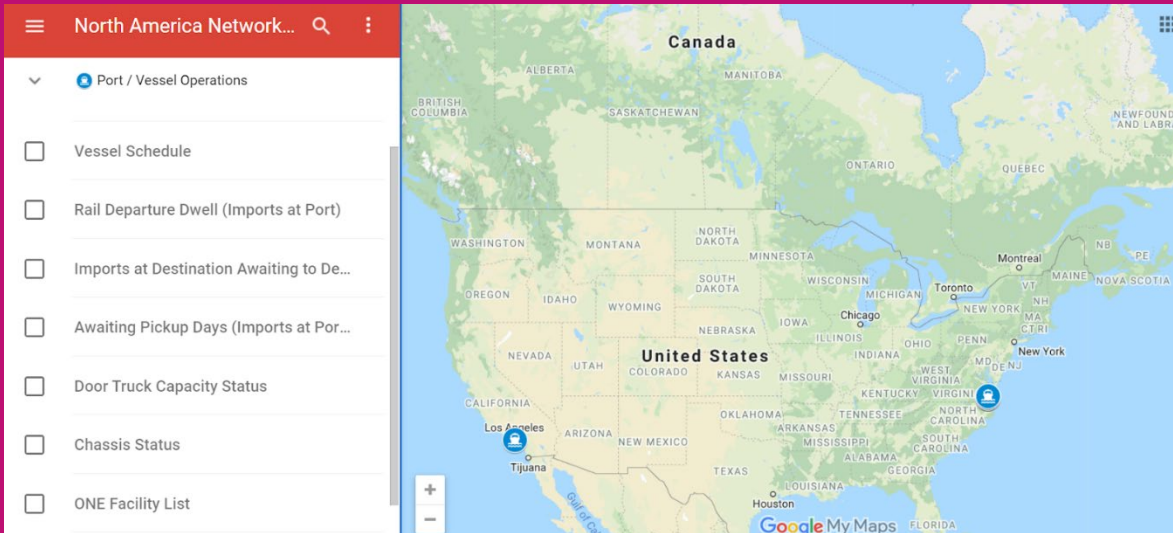 North America Network...
Port / Vessel Operations
Vessel Schedule
Rail Departure Dwell (Imports at Port)
Imports at Destination Awaiting to De...
Awaiting Pickup Days (Imports at Por...
Door Truck Capacity Status
Chassis Status
ONE Facility List
Canada
ALBERTA
MANITOBA
BRITISH
COLUMBIA
SASKATCHEWAN
NEWFOUND
AND LABR
ONTARIO
QUEBEC
WASHINGTON
MONTANA
NORTH
DAKOTA
MINNESOTA
Montreal
NB
PE
MAINE
NOVA SCOTIA
OREGON
IDAHO
SOUTH
DAKOTA
WISCONSIN
MICHIGAN
Toronto
VT
NH
WYOMING
NEW YORK
MA
CT RI
IOWA
Chicago
NEBRASKA
ILLINOIS
INDIANA
OHIO
PENN
New York
NEVADA
UTAH
United States
COLORADO
KANSAS
MISSOURI
WEST
VIRGINIA
MD
DE
NJ
KENTUCKY
VIRGINI
CALIFORNIA
OKLAHOMA
TENNESSEE
NORTH
CAROLINA
Los Angeles
ARIZONA
NEW MEXICO
ARKANSAS
MISSISSIPPI
SOUTH
CAROLINA
ALABAMA
GEORGIA
Tijuana
TEXAS
LOUISIANA
Houston
Gulf of Ca
Google My Maps
FLORIDA